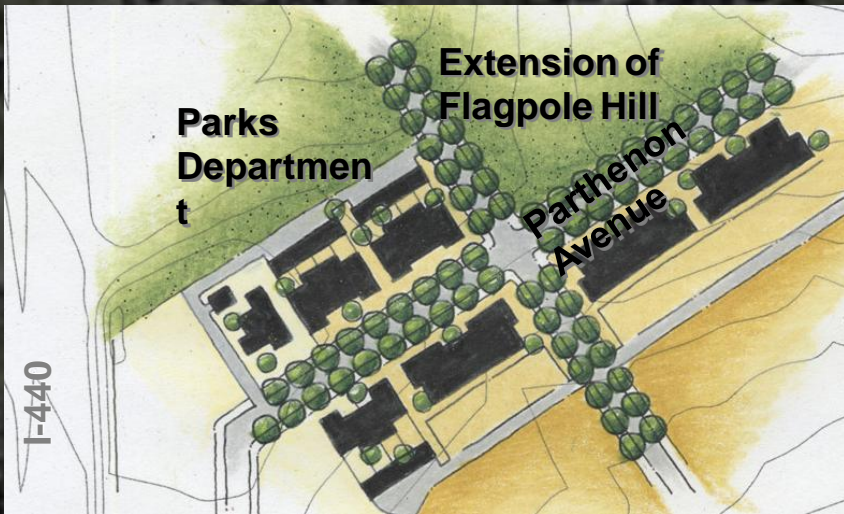 Extension of
Flagpole Hill
Parks
Departmen
t
Parthenon
Avenue
I-440